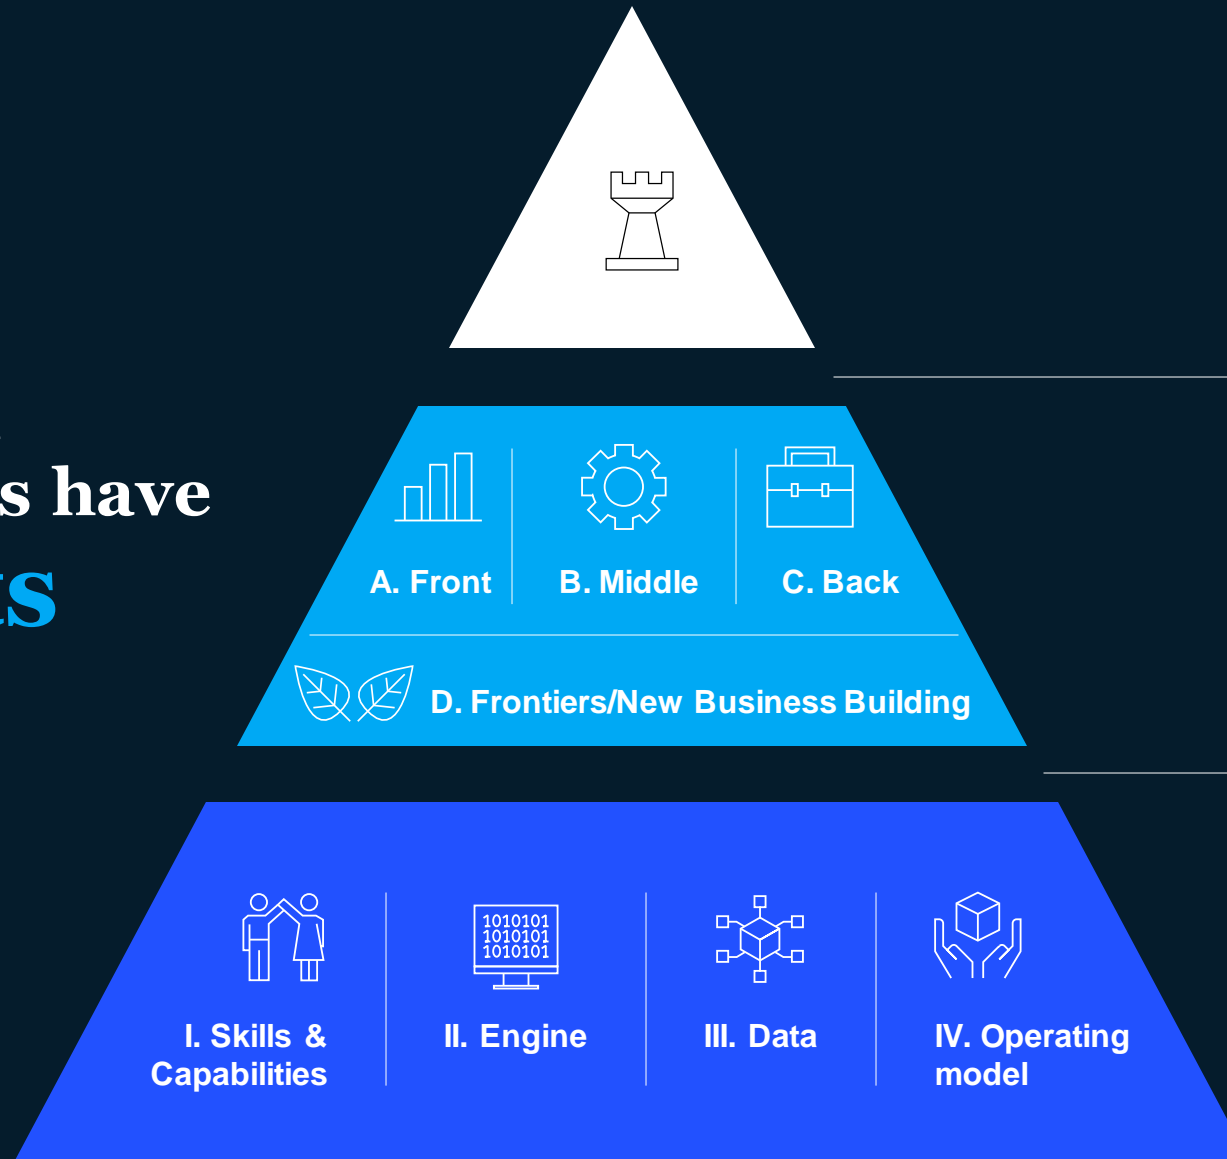 have
A. Front
B. Middle
C. Back
D. Frontiers/New Business Building
1010101
1010101
1010101
I. Skills &
Capabilities
II. Engine
III. Data
IV. Operating
model